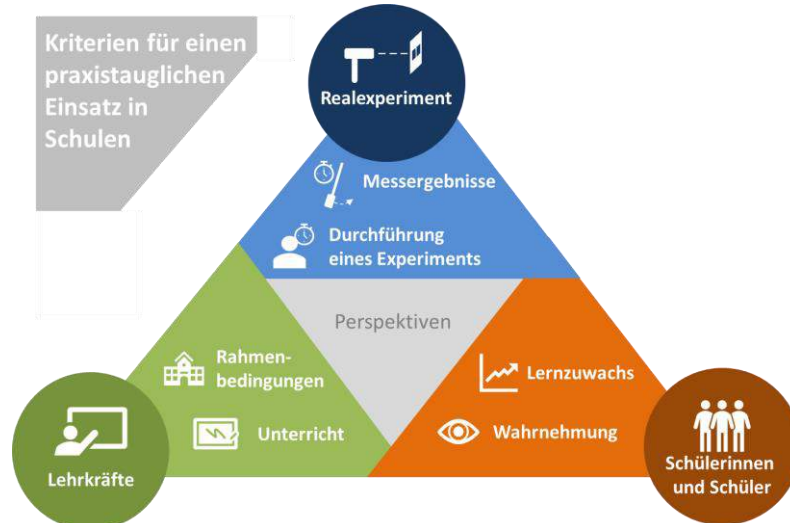 Kriterien für einen
praxistauglichen
Einsatz in
Schulen
Realexperiment
Messergebnisse
Durchführung
eines Experiments
Perspektiven
Rahmen-
bedingungen
Unterricht
Lernzuwachs
Wahrnehmung
Lehrkräfte
Schülerinnen
und Schüler